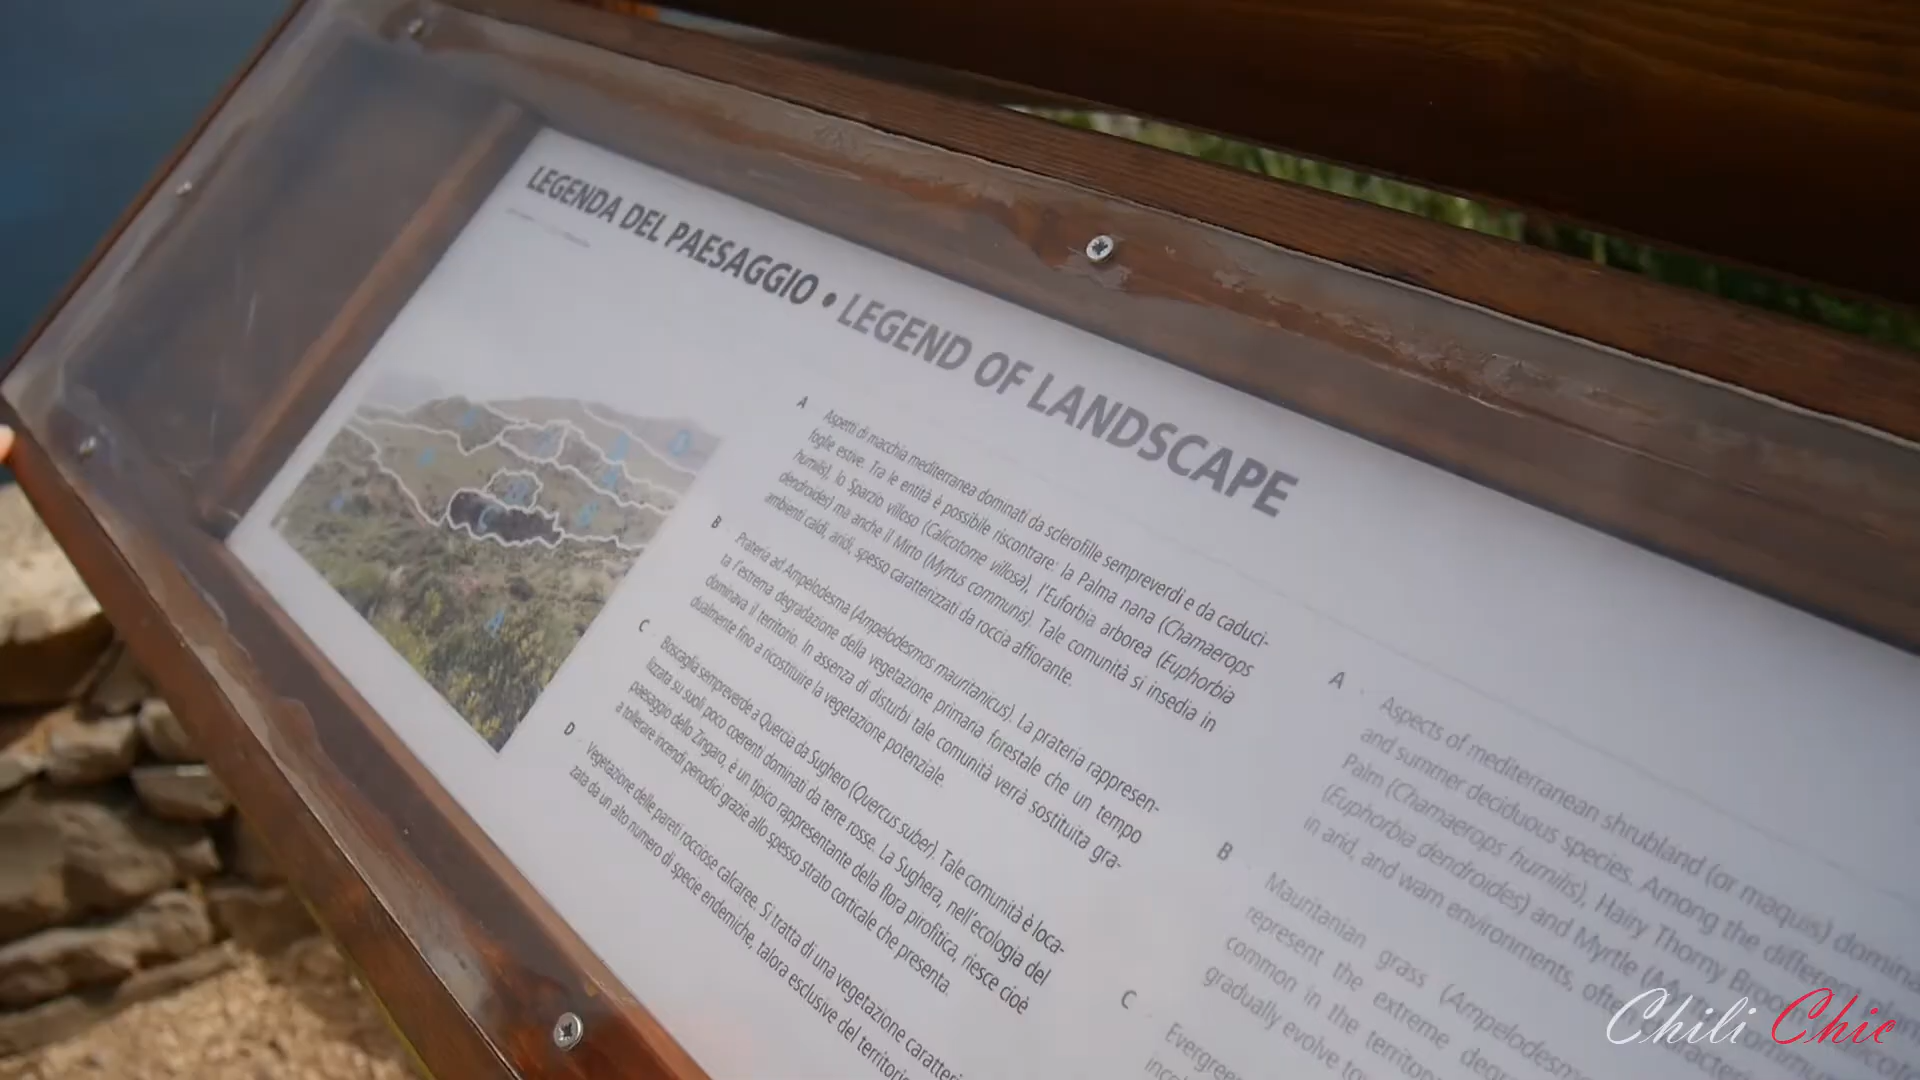 LEGENDA DEL PAESAGGIO • LEGEND OF LANDSCAPE
A Aspetti di macchia mediterranea dominati da sclerofille sempreverdi e da caduci-
foglie estive. Tra le entità è possibile riscontrare: la Palma nana (Chamaerops
humilis), lo Sparzio villoso (Calicotome villosa), l'Euforbia arborea (Euphorbia
dendroides) ma anche il Mirto (Myrtus communis). Tale comunità si insedia in
ambienti caldi, aridi, spesso caratterizzati da roccia affiorante.
B Prateria ad Ampelodesma (Ampelodesmos mauritanicus). La prateria rappresen-
ta l'estrema degradazione della vegetazione primaria forestale che un tempo
dominava il territorio. In assenza di disturbi tale comunità verrà sostituita gra-
dualmente fino a ricostituire la vegetazione potenziale.
C Boscaglia sempreverde a Quercia da Sughero (Quercus suber). Tale comunità è loca-
lizzata su suoli poco coerenti dominati da terre rosse. La Sughera, nell'ecologia del
paesaggio dello Zingaro, è un tipico rappresentante della flora pirofitica, riesce cioè
a tollerare incendi periodici grazie allo spesso strato corticale che presenta.
D Vegetazione delle pareti rocciose calcaree. Si tratta di una vegetazione caratteri
zata da un alto numero di specie endemiche, talora esclusive del territorio
A Aspects of mediterranean shrubland (or maquis) domina
and summer deciduous species. Among the different
Palm (Chamaerops humilis), Hairy Thorny Broo
(Euphorbia dendroides) and Myrtle
in arid, and warm environments,
B Mauritanian grass (Ampelodesm
represent the extreme degr
common in the territor
gradually evolve to
C Evergree
A
Chili Chic